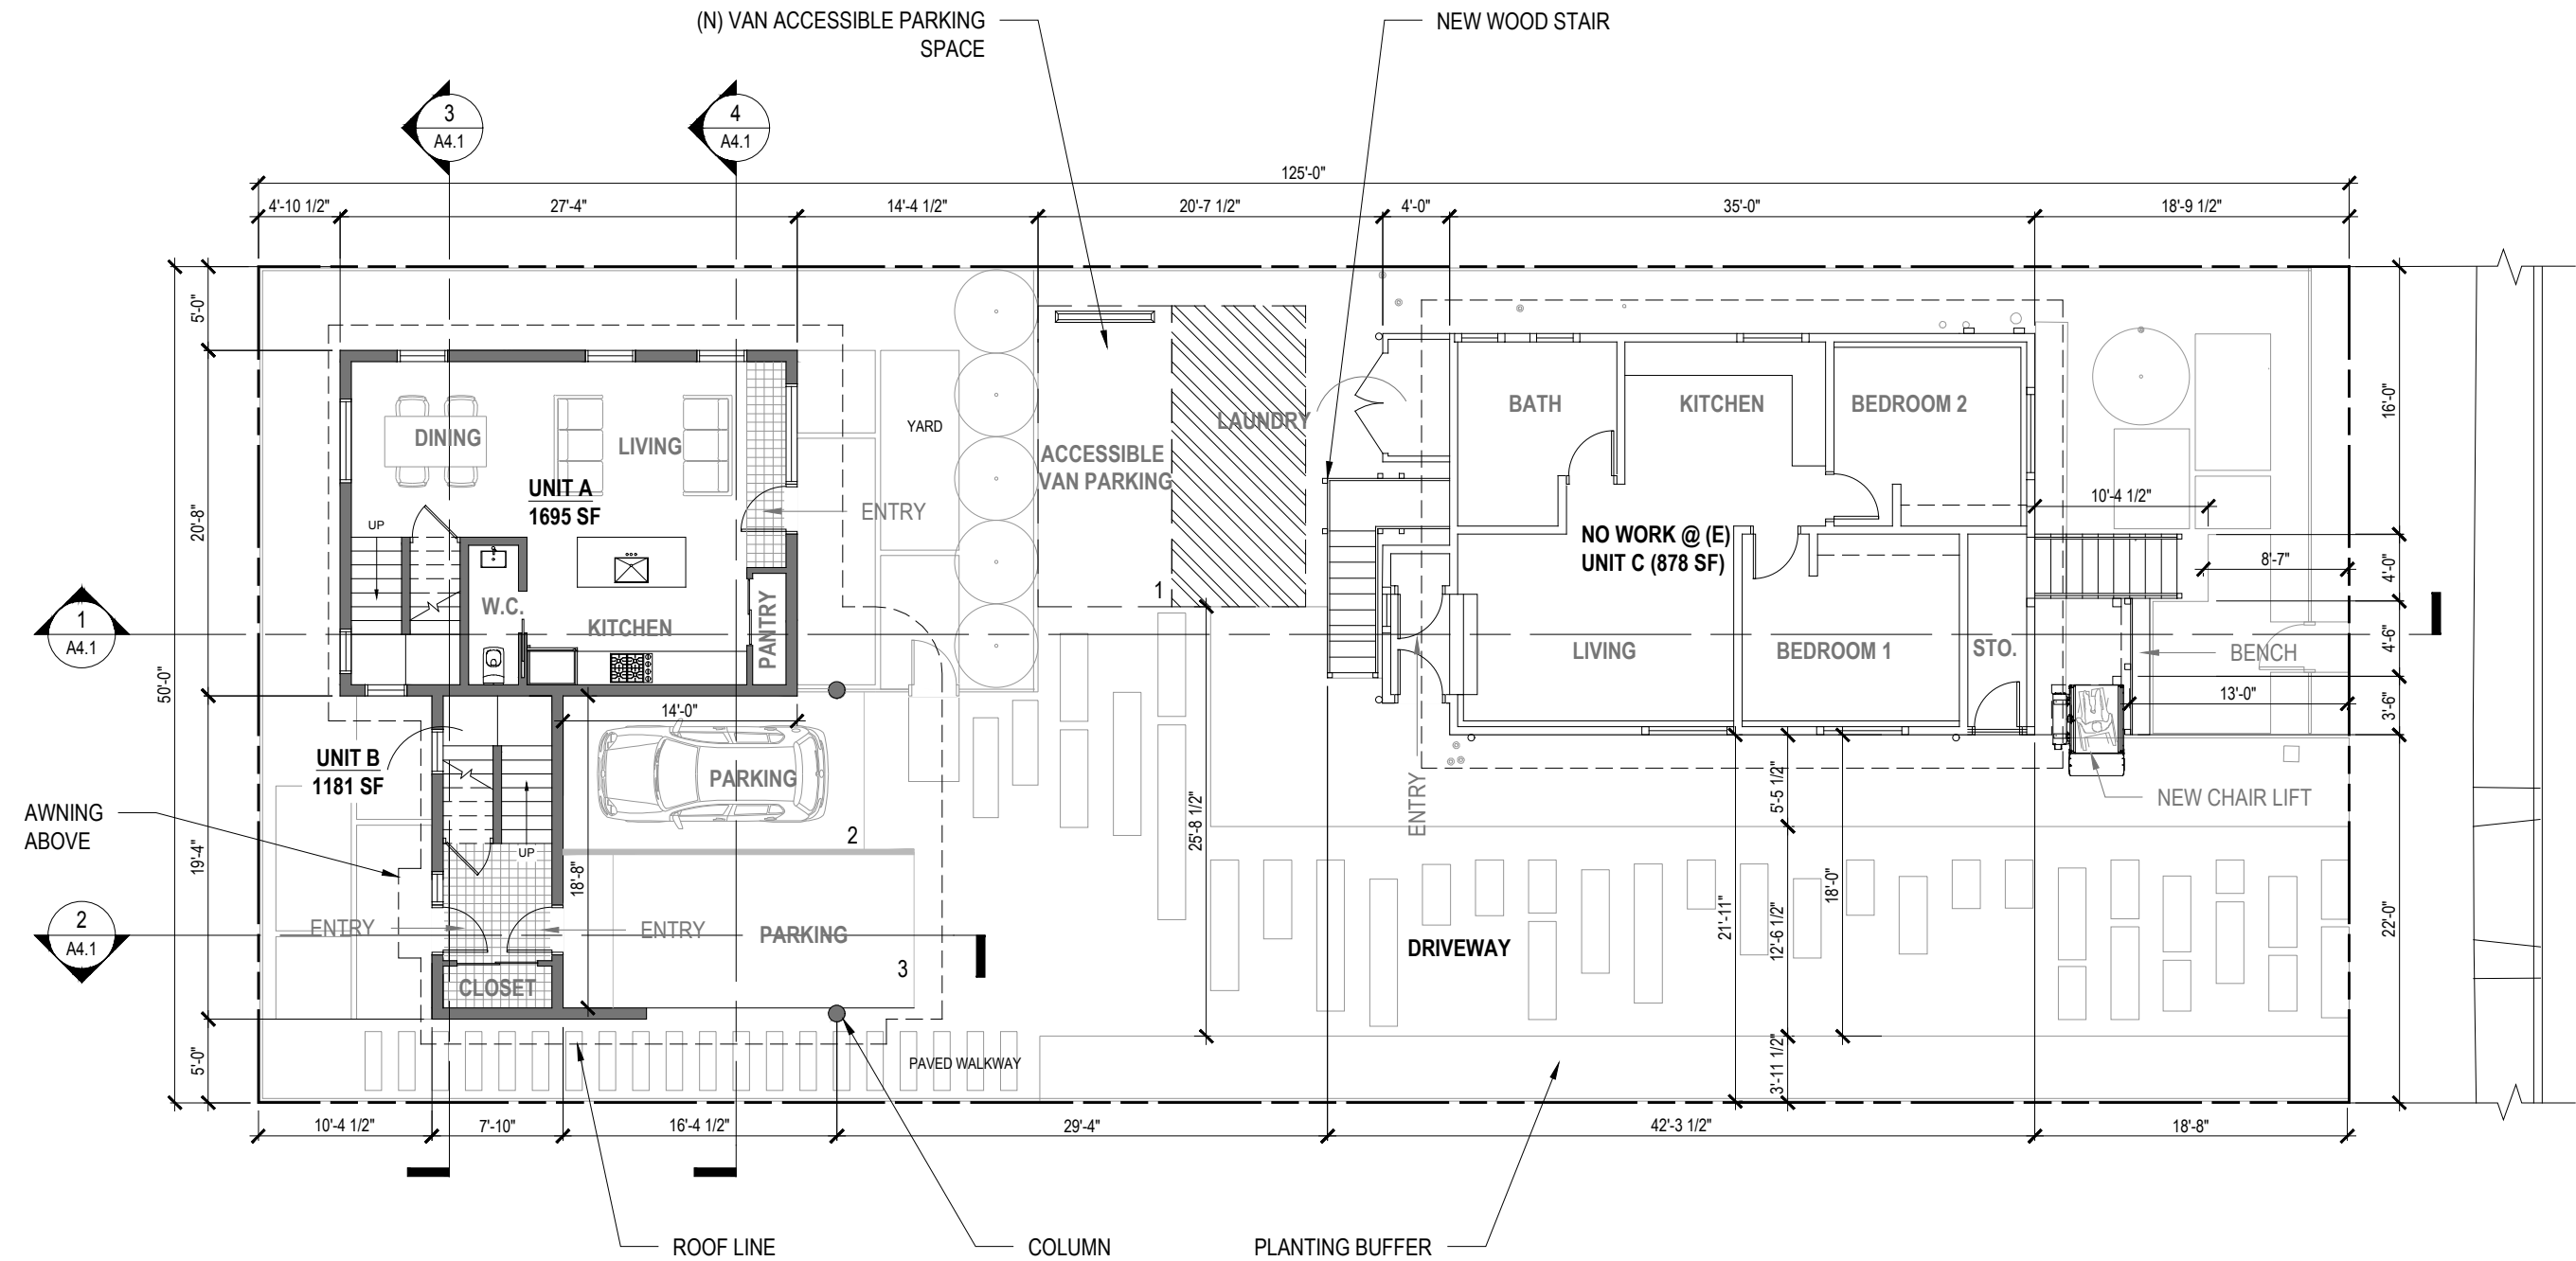 (N) VAN ACCESSIBLE PARKING
SPACE
NEW WOOD STAIR
3
A4.1
4
A4.1
125'-0"
4'-10 1/2"
27'-4"
14'-4 1/2"
20'-7 1/2"
4'-0"
35'-0"
18'-9 1/2"
5'-0"
20'-8"
50'-0"
19'-4"
5'-0"
DINING
LIVING
UNIT A
1695 SF
UP
W.C.
KITCHEN
PANTRY
ENTRY
YARD
ACCESSIBLE
VAN PARKING
1
LAUNDRY
BATH
KITCHEN
BEDROOM 2
NO WORK @ (E)
UNIT C (878 SF)
LIVING
BEDROOM 1
STO.
10'-4 1/2"
8'-7"
16'-0"
4'-0"
4'-6"
3'-6"
22'-0"
BENCH
13'-0"
NEW CHAIR LIFT
1
A4.1
14'-0"
UNIT B
1181 SF
PARKING
2
AWNING
ABOVE
UP
18'-8"
ENTRY
ENTRY
PARKING
3
CLOSET
2
A4.1
25'-8 1/2"
ENTRY
DRIVEWAY
21'-11"
5'-5 1/2"
12'-6 1/2"
18'-0"
3'-11 1/2"
PAVED WALKWAY
10'-4 1/2"
7'-10"
16'-4 1/2"
29'-4"
42'-3 1/2"
18'-8"
ROOF LINE
COLUMN
PLANTING BUFFER